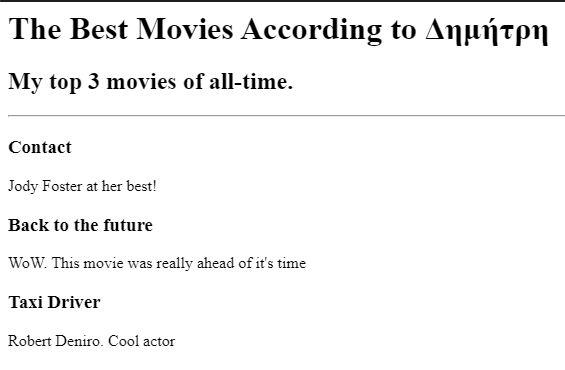 The Best Movies According to Δημήτρη
My top 3 movies of all-time.
Contact
Jody Foster at her best!
Back to the future
WoW. This movie was really ahead of it's time
Taxi Driver
Robert Deniro. Cool actor